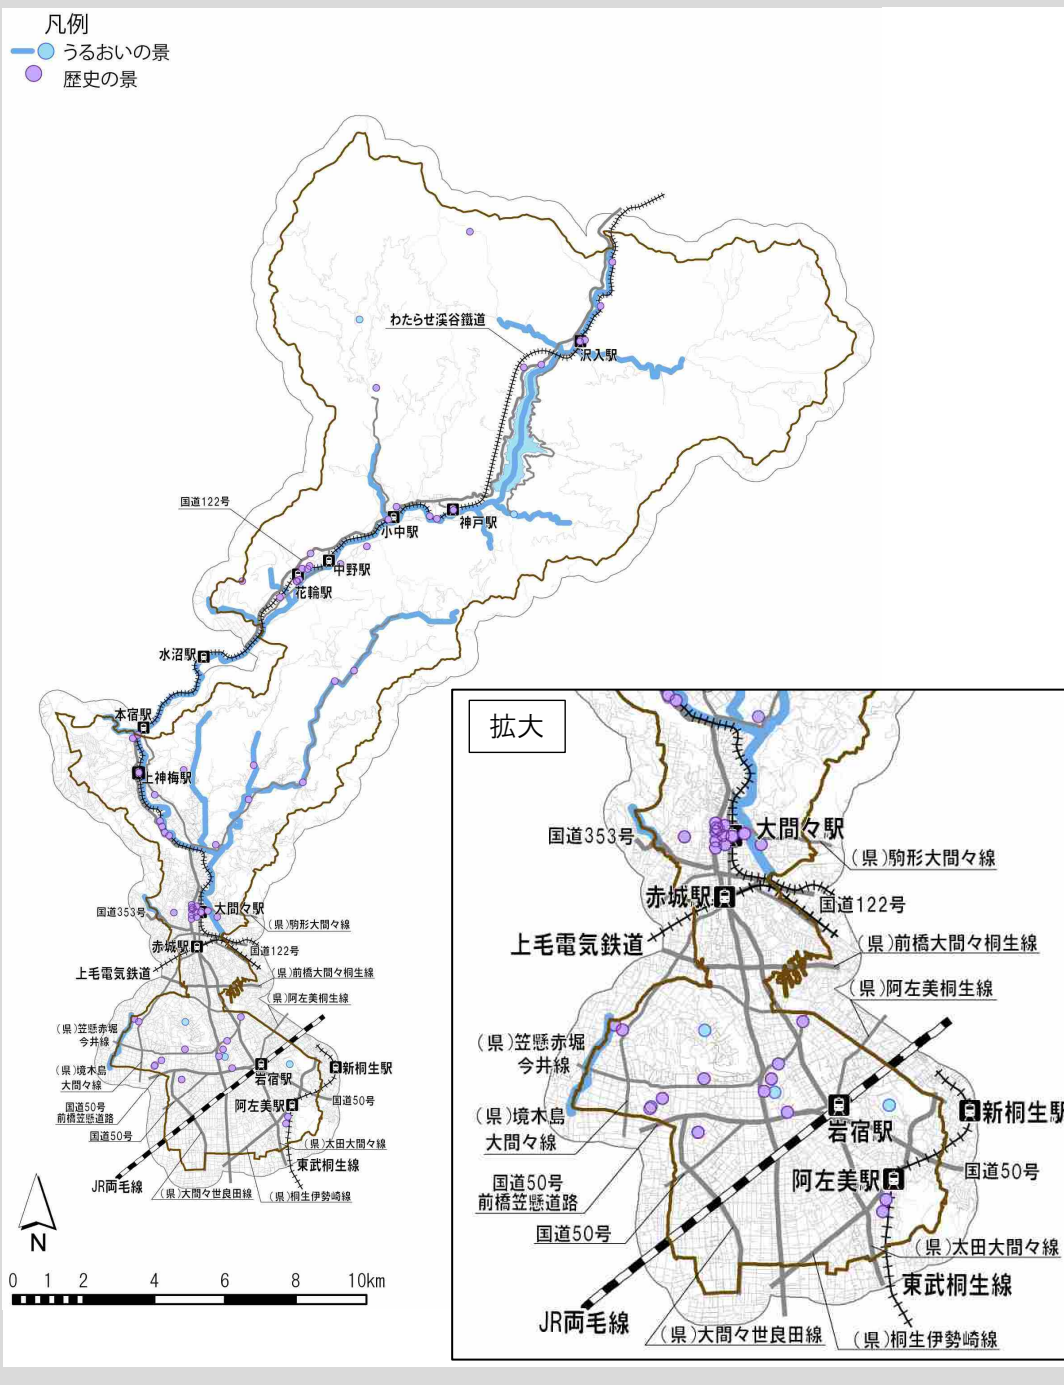 凡例
うるおいの景
歴史の景
わたらせ渓谷鐵道
沢入駅
国道122号
小中駅
神戸駅
中野駅
花輪駅
水沼駅
本宿駅
上神梅駅
国道353号
大間々駅
（県）駒形大間々線
赤城駅
国道122号
上毛電気鉄道
（県）前橋大間々桐生線
（県）阿左美桐生線
（県）笠懸赤堀
今井線
（県）境木島
大間々線
岩宿駅
新桐生駅
阿左美駅
国道50号
国道50号
前橋笠懸道路
国道50号
（県）太田大間々線
東武桐生線
JR両毛線
（県）大間々世良田線
（県）桐生伊勢崎線
N
0 1 2 4 6 8 10km
拡大
国道353号
大間々駅
（県）駒形大間々線
赤城駅
国道122号
上毛電気鉄道
（県）前橋大間々桐生線
（県）阿左美桐生線
（県）笠懸赤堀
今井線
（県）境木島
大間々線
岩宿駅
新桐生駅
阿左美駅
国道50号
国道50号
前橋笠懸道路
国道50号
（県）太田大間々線
東武桐生線
JR両毛線
（県）大間々世良田線
（県）桐生伊勢崎線